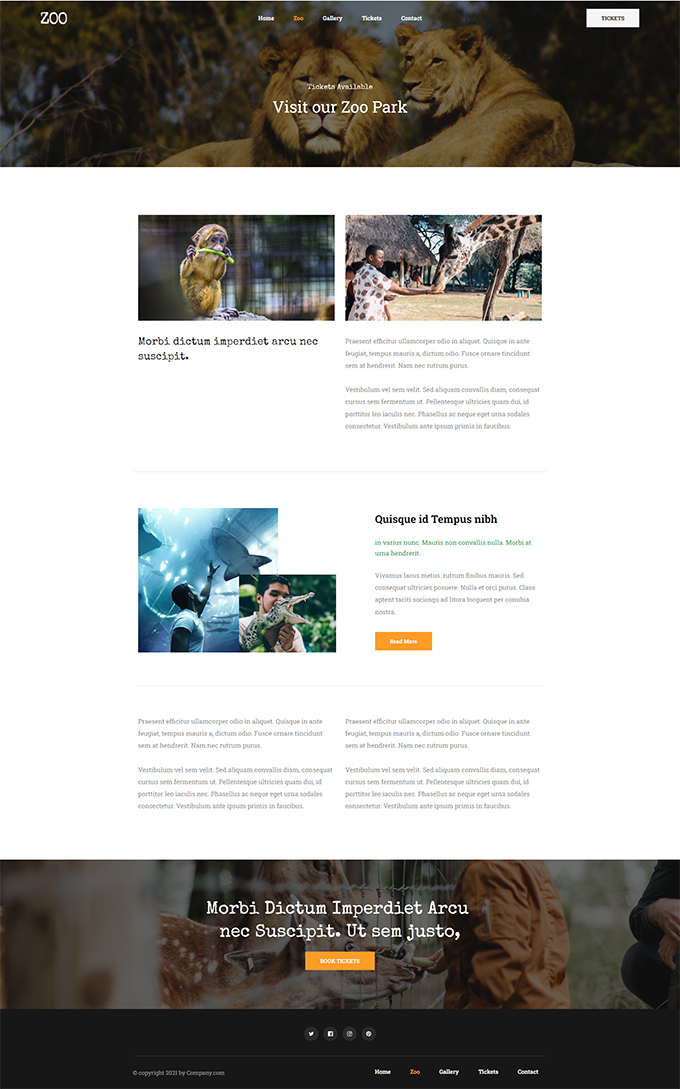 ZOO
Home Zoo Gallery Tickets Contact
TICKETS
Tickets Available
Visit our Zoo Park
Morbi dictum imperdiet arcu nec
suscipit.
Praesent efficitur ullamcorper odio in aliquet. Quisque in ante
feugiat, tempus mauris a, dictum odio. Fusce ornare tincidunt
sem at hendrerit. Nam nec rutrum purus.
Vestibulum vel sem velit. Sed aliquam convallis diam, consequat
cursus sem fermentum ut. Pellentesque ultricies quam dui, id
porttitor leo iaculis nec. Phasellus ac neque eget urna sodales
consectetur. Vestibulum ante ipsum primis in faucibus.
Quisque id Tempus nibh
in varius nunc. Mauris non convallis nulla. Morbi at
urna hendrerit.
Vivamus lacus metus, rutrum finibus mauris. Sed
consequat ultricies posuere. Nulla et orci purus. Class
aptent taciti sociosqu ad litora torquent per conubia
nostra.
Read More
Praesent efficitur ullamcorper odio in aliquet. Quisque in ante
feugiat, tempus mauris a, dictum odio. Fusce ornare tincidunt
sem at hendrerit. Nam nec rutrum purus.
Vestibulum vel sem velit. Sed aliquam convallis diam, consequat
cursus sem fermentum ut. Pellentesque ultricies quam dui, id
porttitor leo iaculis nec. Phasellus ac neque eget urna sodales
consectetur. Vestibulum ante ipsum primis in faucibus.
Praesent efficitur ullamcorper odio in aliquet. Quisque in ante
feugiat, tempus mauris a, dictum odio. Fusce ornare tincidunt
sem at hendrerit. Nam nec rutrum purus.
Vestibulum vel sem velit. Sed aliquam convallis diam, consequat
cursus sem fermentum ut. Pellentesque ultricies quam dui, id
porttitor leo iaculis nec. Phasellus ac neque eget urna sodales
consectetur. Vestibulum ante ipsum primis in faucibus.
Morbi Dictum Imperdiet Arcu
nec Suscipit. Ut sem justo,
BOOK TICKETS
© copyright 2021 by Company.com
Home Zoo Gallery Tickets Contact